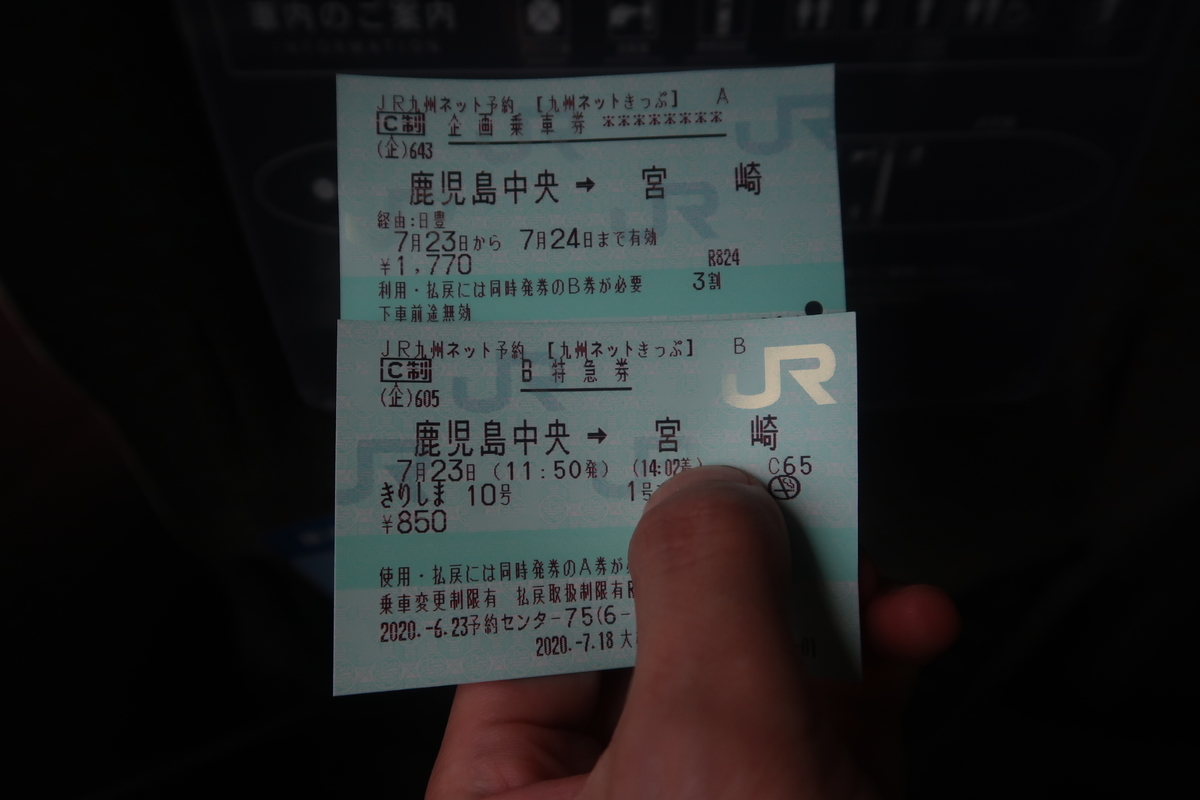 車内のご案内
INFORMATION
JR九州ネット予約 [九州ネットきっぷ] A
C制 企画乗車券 ********
(企)643
JR
鹿児島中央 → 宮 崎
経由:日豊
7月23日から 7月24日まで有効
¥1,770 R824
利用・払戻には同時発券のB券が必要 3割
下車前途無効
JR九州ネット予約 [九州ネットきっぷ] B
C制 B特急券
(企)605
JR
鹿児島中央 → 宮 崎
7月23日 (11:50発) (14:02着) C65
きりしま 10号 1号
¥850
使用・払戻には同時発券のA券が
乗車変更制限有 払戻取扱制限有R
2020.-6.23予約センター75(6-
2020.-7.18 01